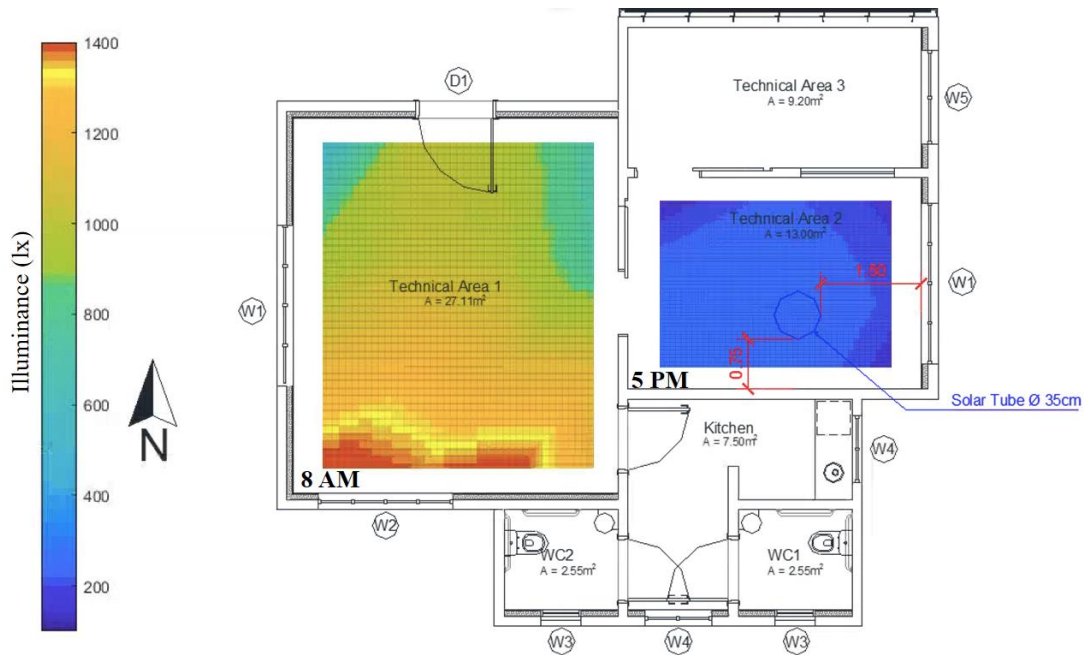 Illuminance (lx)
1400
1200
1000
800
600
400
200
N
D1
W1
W2
Technical Area 1
A = 27.11m²
8 AM
Technical Area 3
A = 9.20m²
W5
Technical Area 2
A = 13.00m²
1.50
W1
0.75
5 PM
Solar Tube Ø 35cm
Kitchen
A = 7.50m²
W4
WC2
A = 2.55m²
WC1
A = 2.55m²
W3
W4
W3